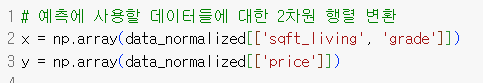 1 # 예측에 사용할 데이터들에 대한 2차원 행렬 변환
2 x = np.array(data_normalized[['sqft_living', 'grade']])
3 y = np.array(data_normalized[['price']])
4